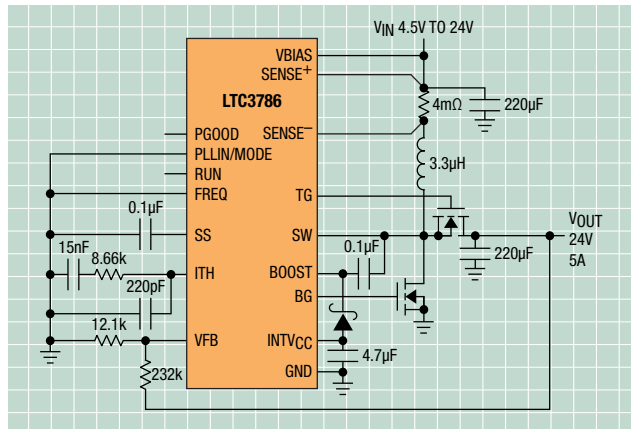 VIN 4.5V TO 24V
VBIAS
SENSE+
LTC3786
4mΩ
220µF
PGOOD
SENSE–
PLLIN/MODE
3.3µH
RUN
FREQ
TG
0.1µF
SS
SW
VOUT
24V
5A
15nF
8.66k
ITH
0.1µF
220µF
BOOST
220pF
BG
12.1k
VFB
INTVCC
4.7µF
232k
GND